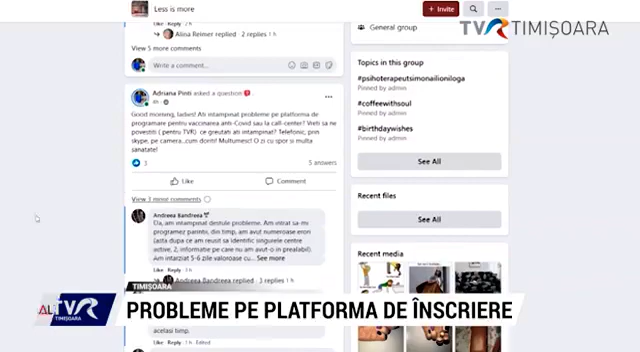 Less is more
+ Invite
...
TVR TIMIȘOARA
Like · Reply · 2 h
General group
Alina Reimer replied · 2 replies 1 h
View 5 more comments
Write a comment...
Topics in this group
#psihoterapeutsimonailioniloga
Pinned by admin
#coffeewithsoul
Pinned by admin
#birthdaywishes
Pinned by admin
See All
Adriana Pinti asked a question
4h
Good morning, ladies! Ati intampinat probleme pe platforma de
programare pentru vaccinarea anti-Covid sau la call-center? Vreti sa ne
povestiti ( pentru TVR) ce greutati ati intampinat? Telefonic, prin
skype, pe camera...cum doriti! Multumesc! O zi cu spor si multa
sanatate!
3
5 answers
Like
Comment
View 3 more comments
Recent files
See All
Andreea Bandreea
Da, am intampinat destule probleme. Am intrat sa-mi
programez parintii, din timp, am avut numeroase erori
(asta dupa ce am reusit sa identific singurele centre
active, 2, informatie pe care nu am avut-o in prealabil).
Am intarziat 5-6 zile valoroase cu... See more
Like · Reply · 3 h
Andreea Bandreea replied · 3 replies 1 h
Recent media
TIMIȘOARA
TVR
TIMIȘOARA
PROBLEME PE PLATFORMA DE ÎNSCRIERE
acelasi timp.
Like · Reply · 1 h · Edited